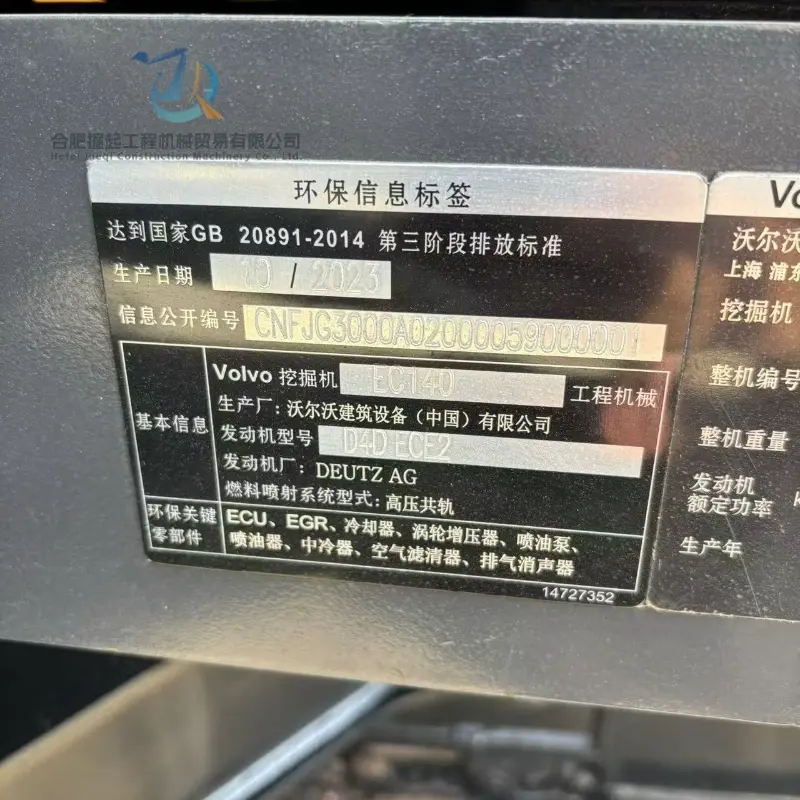 合肥掘起工程机械贸易有限公司
Hefei Jueqi Construction Machinery Co., Ltd.
环保信息标签
达到国家GB 20891-2014 第三阶段排放标准
生产日期 10 / 2023
信息公开编号 CNFJG3000A02000059000001
基本信息
Volvo 挖掘机 EC140 工程机械
生产厂:沃尔沃建筑设备(中国)有限公司
发动机型号 D4D ECE2
发动机厂:DEUTZ AG
燃料喷射系统型式:高压共轨
环保关键
零部件
ECU、EGR、冷却器、涡轮增压器、喷油泵、
喷油器、中冷器、空气滤清器、排气消声器
14727352
沃尔沃
上海 浦东
挖掘机
整机编号
整机重量
发动机
额定功率
生产年